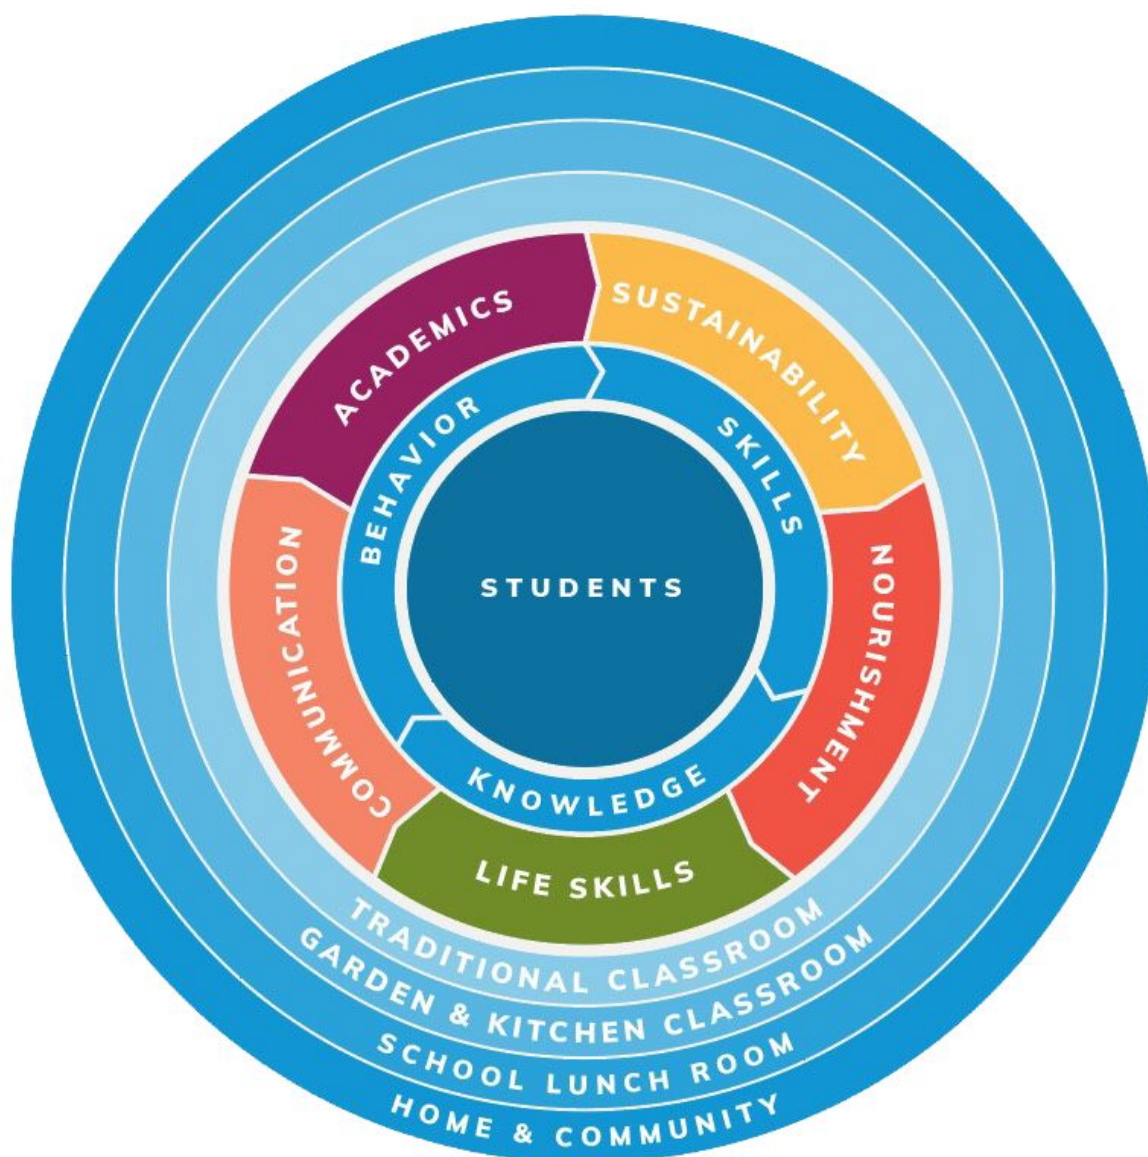 ACADEMICS
SUSTAINABILITY
BEHAVIOR
SKILLS
STUDENTS
COMMUNICATION
NOURISHMENT
KNOWLEDGE
LIFE SKILLS
TRADITIONAL CLASSROOM
GARDEN & KITCHEN CLASSROOM
SCHOOL LUNCH ROOM
HOME & COMMUNITY